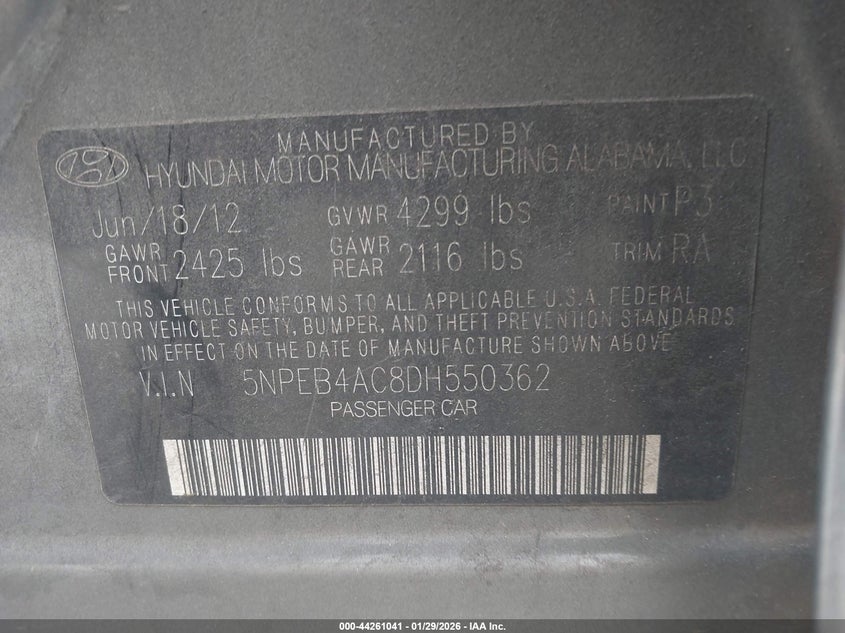 MANUFACTURED BY
HYUNDAI MOTOR MANUFACTURING ALABAMA, LLC
Jun/18/12 GVWR 4299 lbs PAINT P3
GAWR FRONT 2425 lbs GAWR REAR 2116 lbs TRIM RA
THIS VEHICLE CONFORMS TO ALL APPLICABLE U.S.A. FEDERAL
MOTOR VEHICLE SAFETY, BUMPER, AND THEFT PREVENTION STANDARDS
IN EFFECT ON THE DATE OF MANUFACTURE SHOWN ABOVE
V.I.N 5NPEB4AC8DH550362
PASSENGER CAR
000-44261041 | 01/29/2026 - IAA Inc.